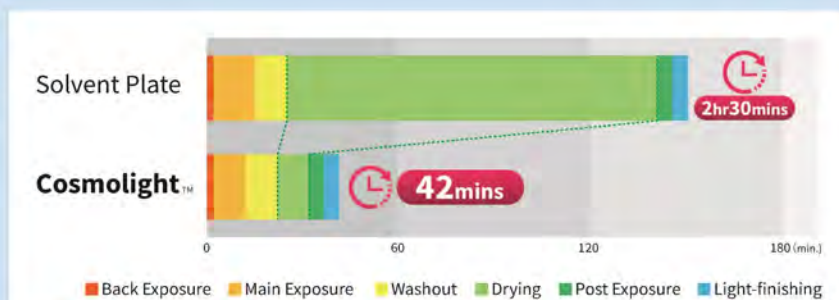 Solvent Plate
2hr30mins
Cosmolight™
42mins
0 60 120 180 (min.)
Back Exposure Main Exposure Washout Drying Post Exposure Light-finishing